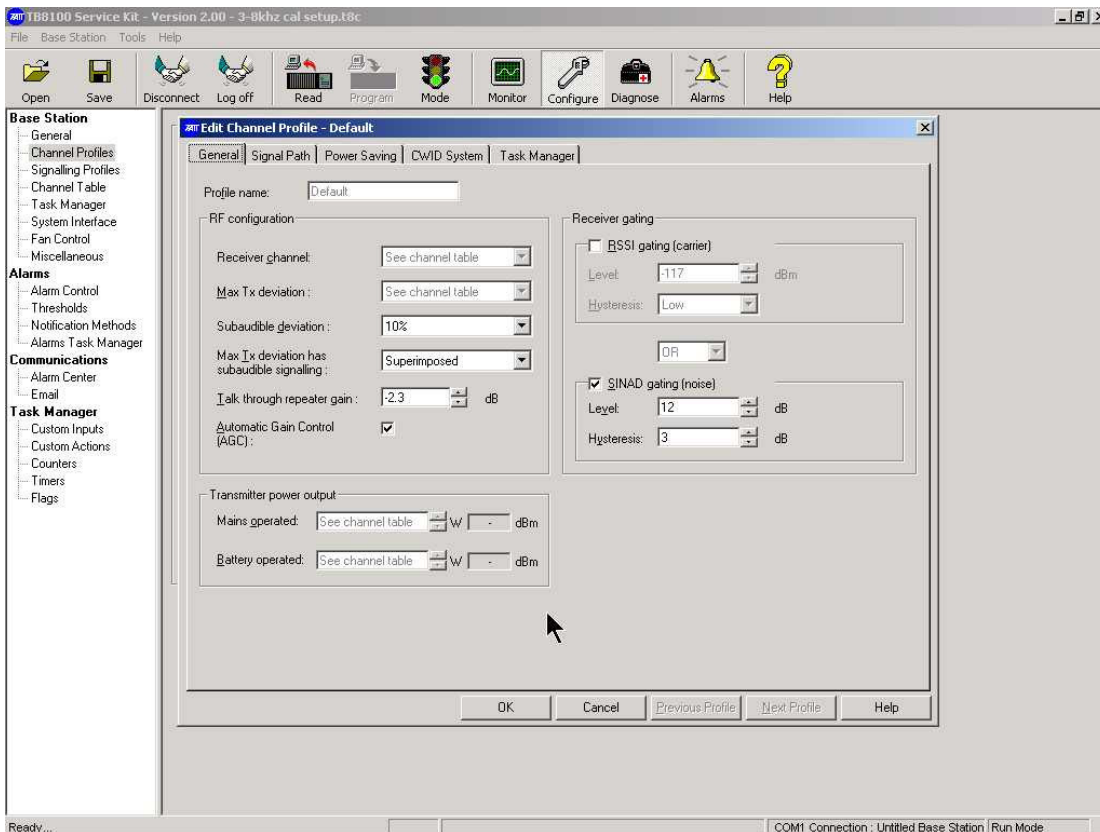 TAIT TB8100 Service Kit - Version 2.00 - 3-8khz cal setup.t8c
File Base Station Tools Help
Open Save Disconnect Log off Read Program Mode Monitor Configure Diagnose Alarms Help
Base Station
General
Channel Profiles
Signalling Profiles
Channel Table
Task Manager
System Interface
Fan Control
Miscellaneous
Alarms
Alarm Control
Thresholds
Notification Methods
Alarms Task Manager
Communications
Alarm Center
Email
Task Manager
Custom Inputs
Custom Actions
Counters
Timers
Flags
TAIT Edit Channel Profile - Default
General Signal Path Power Saving CWID System Task Manager
Profile name: Default
RF configuration
Receiver channel: See channel table
Max Tx deviation : See channel table
Subaudible deviation : 10%
Max Tx deviation has
subaudible signalling : Superimposed
Talk through repeater gain : -2.3 dB
Automatic Gain Control
(AGC) :
Transmitter power output
Mains operated: See channel table W - dBm
Battery operated: See channel table W - dBm
Receiver gating
RSSI gating (carrier)
Level: -117 dBm
Hysteresis: Low
OR
SINAD gating (noise)
Level: 12 dB
Hysteresis: 3 dB
OK Cancel Previous Profile Next Profile Help
Ready... COM1 Connection : Untitled Base Station Run Mode